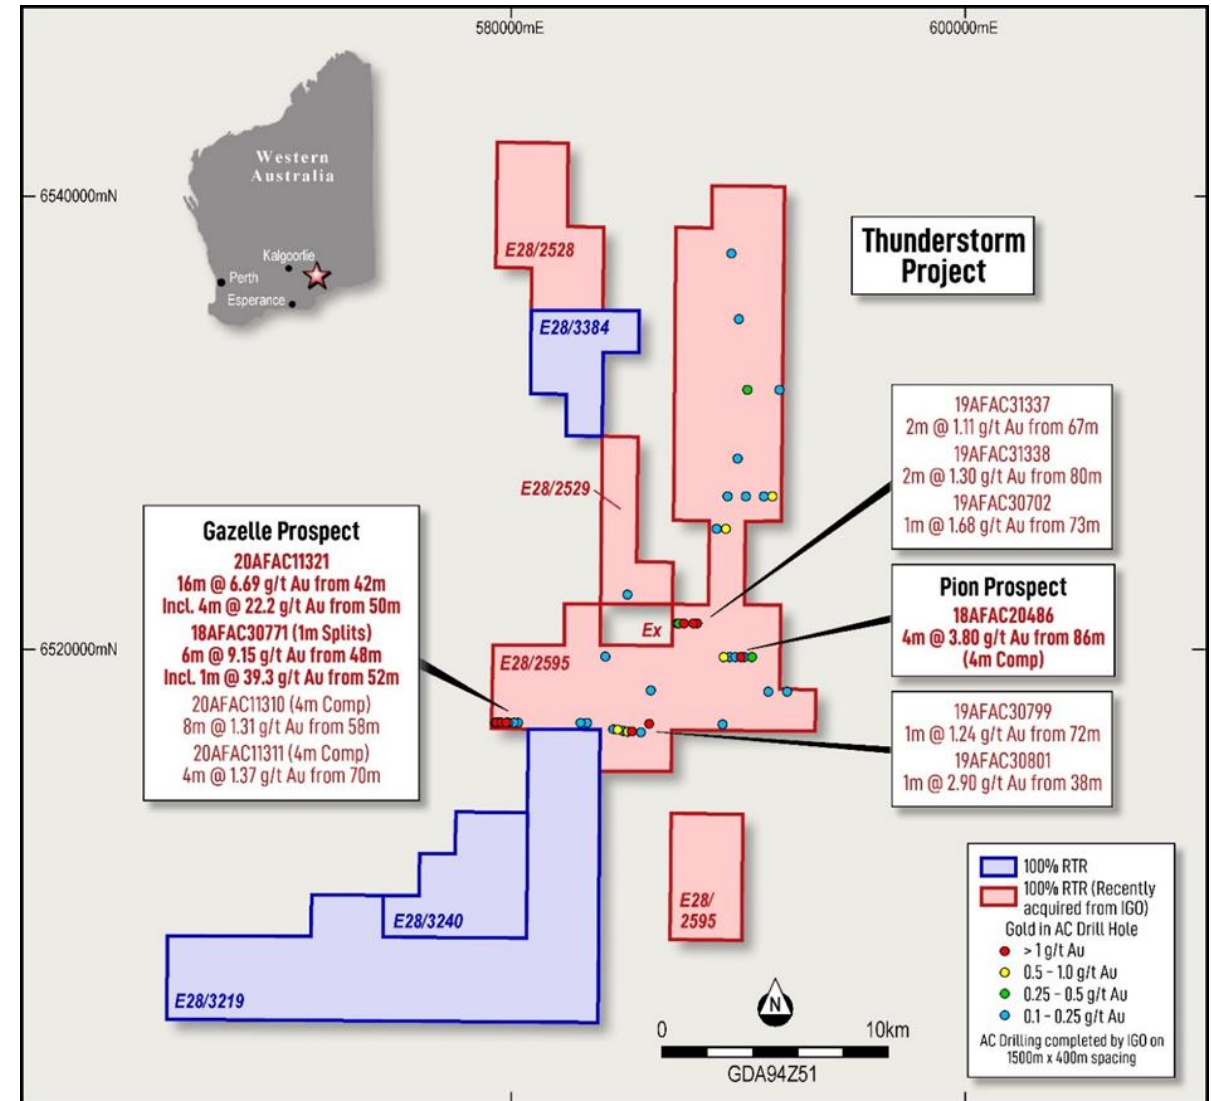 580000mE
600000mE
6540000mN
6520000mN
Western
Australia
Kalgoorlie
Perth
Esperance
Thunderstorm
Project
E28/2528
E28/3384
E28/2529
Ex
E28/2595
E28/
2595
E28/3240
E28/3219
19AFAC31337
2m @ 1.11 g/t Au from 67m
19AFAC31338
2m @ 1.30 g/t Au from 80m
19AFAC30702
1m @ 1.68 g/t Au from 73m
Gazelle Prospect
20AFAC11321
16m @ 6.69 g/t Au from 42m
Incl. 4m @ 22.2 g/t Au from 50m
18AFAC30771 (1m Splits)
6m @ 9.15 g/t Au from 48m
Incl. 1m @ 39.3 g/t Au from 52m
20AFAC11310 (4m Comp)
8m @ 1.31 g/t Au from 58m
20AFAC11311 (4m Comp)
4m @ 1.37 g/t Au from 70m
Pion Prospect
18AFAC20486
4m @ 3.80 g/t Au from 86m
(4m Comp)
19AFAC30799
1m @ 1.24 g/t Au from 72m
19AFAC30801
1m @ 2.90 g/t Au from 38m
100% RTR
100% RTR (Recently
acquired from IGO)
Gold in AC Drill Hole
> 1 g/t Au
0.5 - 1.0 g/t Au
0.25 - 0.5 g/t Au
0.1 - 0.25 g/t Au
AC Drilling completed by IGO on
1500m x 400m spacing
N
0
10km
GDA94Z51